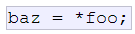 baz = *foo;